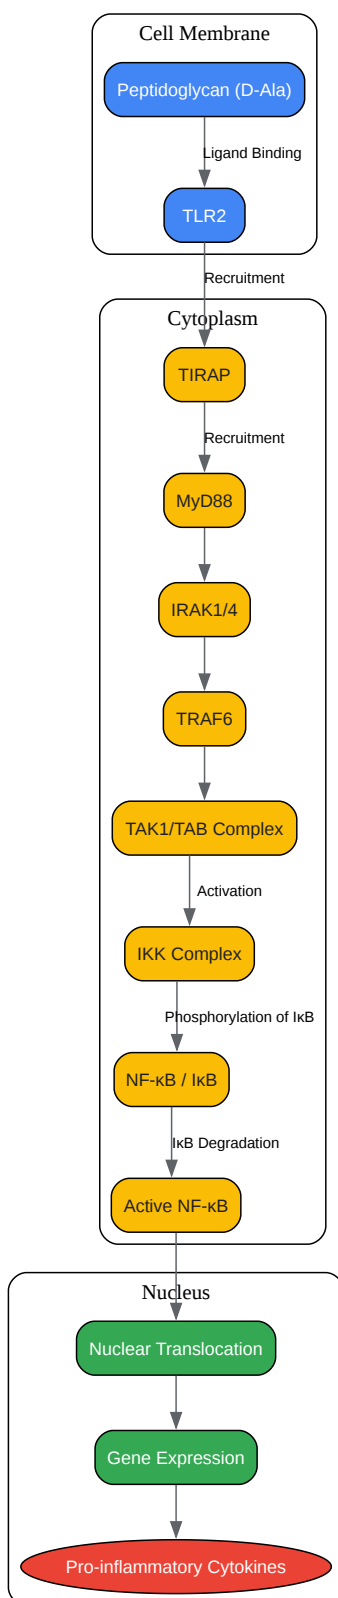 Cell Membrane
Peptidoglycan (D-Ala)
Ligand Binding
TLR2
Recruitment
Cytoplasm
TIRAP
Recruitment
MyD88
IRAK1/4
TRAF6
TAK1/TAB Complex
Activation
IKK Complex
Phosphorylation of IκB
NF-κB / IκB
IκB Degradation
Active NF-κB
Nucleus
Nuclear Translocation
Gene Expression
Pro-inflammatory Cytokines